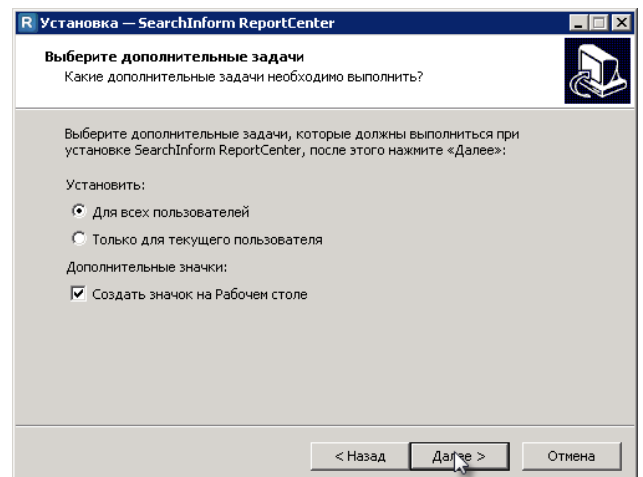 R Установка — SearchInform ReportCenter
Выберите дополнительные задачи
Какие дополнительные задачи необходимо выполнить?
Выберите дополнительные задачи, которые должны выполниться при
установке SearchInform ReportCenter, после этого нажмите «Далее»:
Установить:
Для всех пользователей
Только для текущего пользователя
Дополнительные значки:
Создать значок на Рабочем столе
< Назад Далее > Отмена